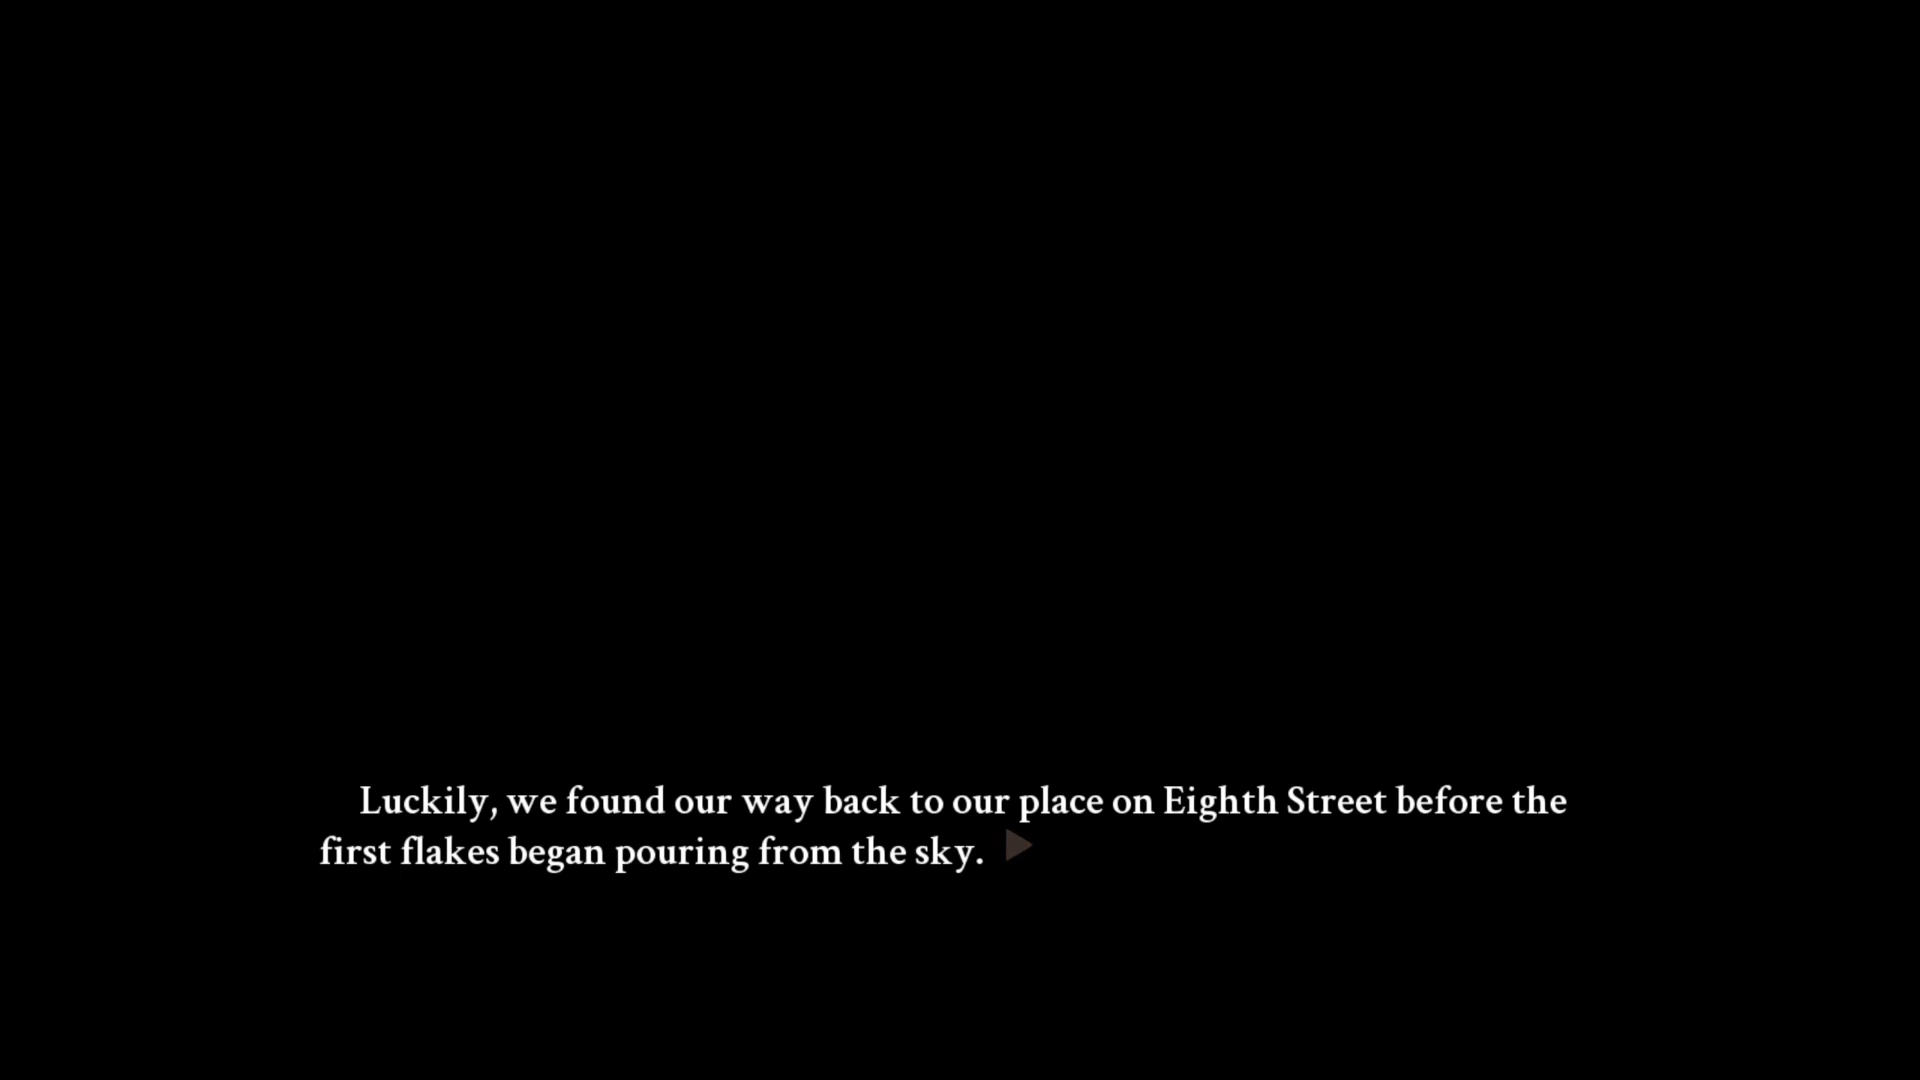 Luckily, we found our way back to our place on Eighth Street before the
first flakes began pouring from the sky.